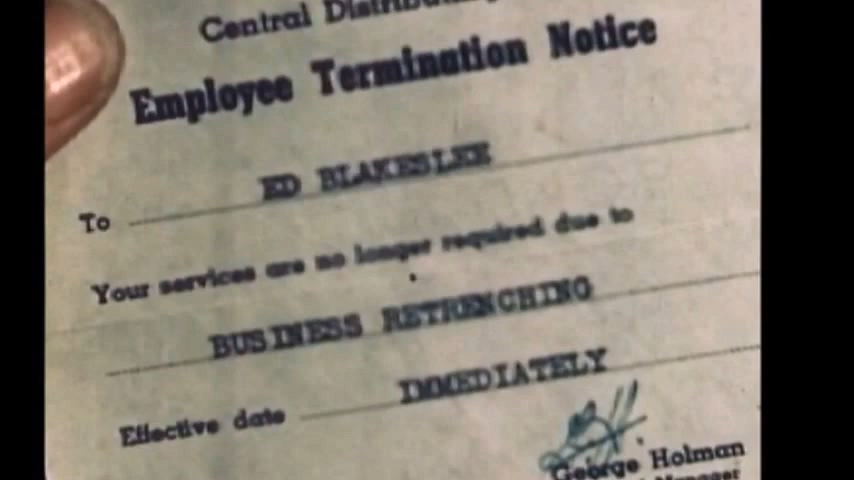 Central
Employee Termination Notice
To ED BLAKESLEE
Your services are no longer required due to
BUSINESS RETRENCHING
Effective date IMMEDIATELY
George Holman
Manager